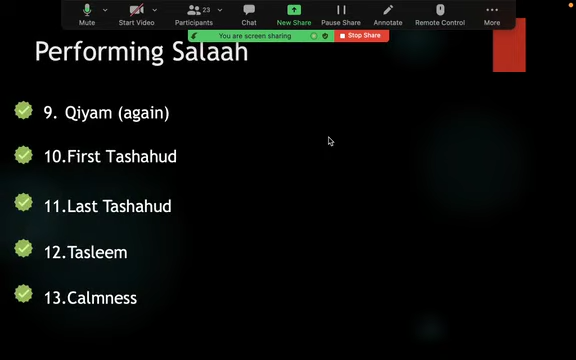 Mute
Start Video
23
Participants
Chat
New Share
Pause Share
Annotate
Remote Control
More
You are screen sharing
Stop Share
Performing Salaah
9. Qiyam (again)
10.First Tashahud
11.Last Tashahud
12.Tasleem
13.Calmness